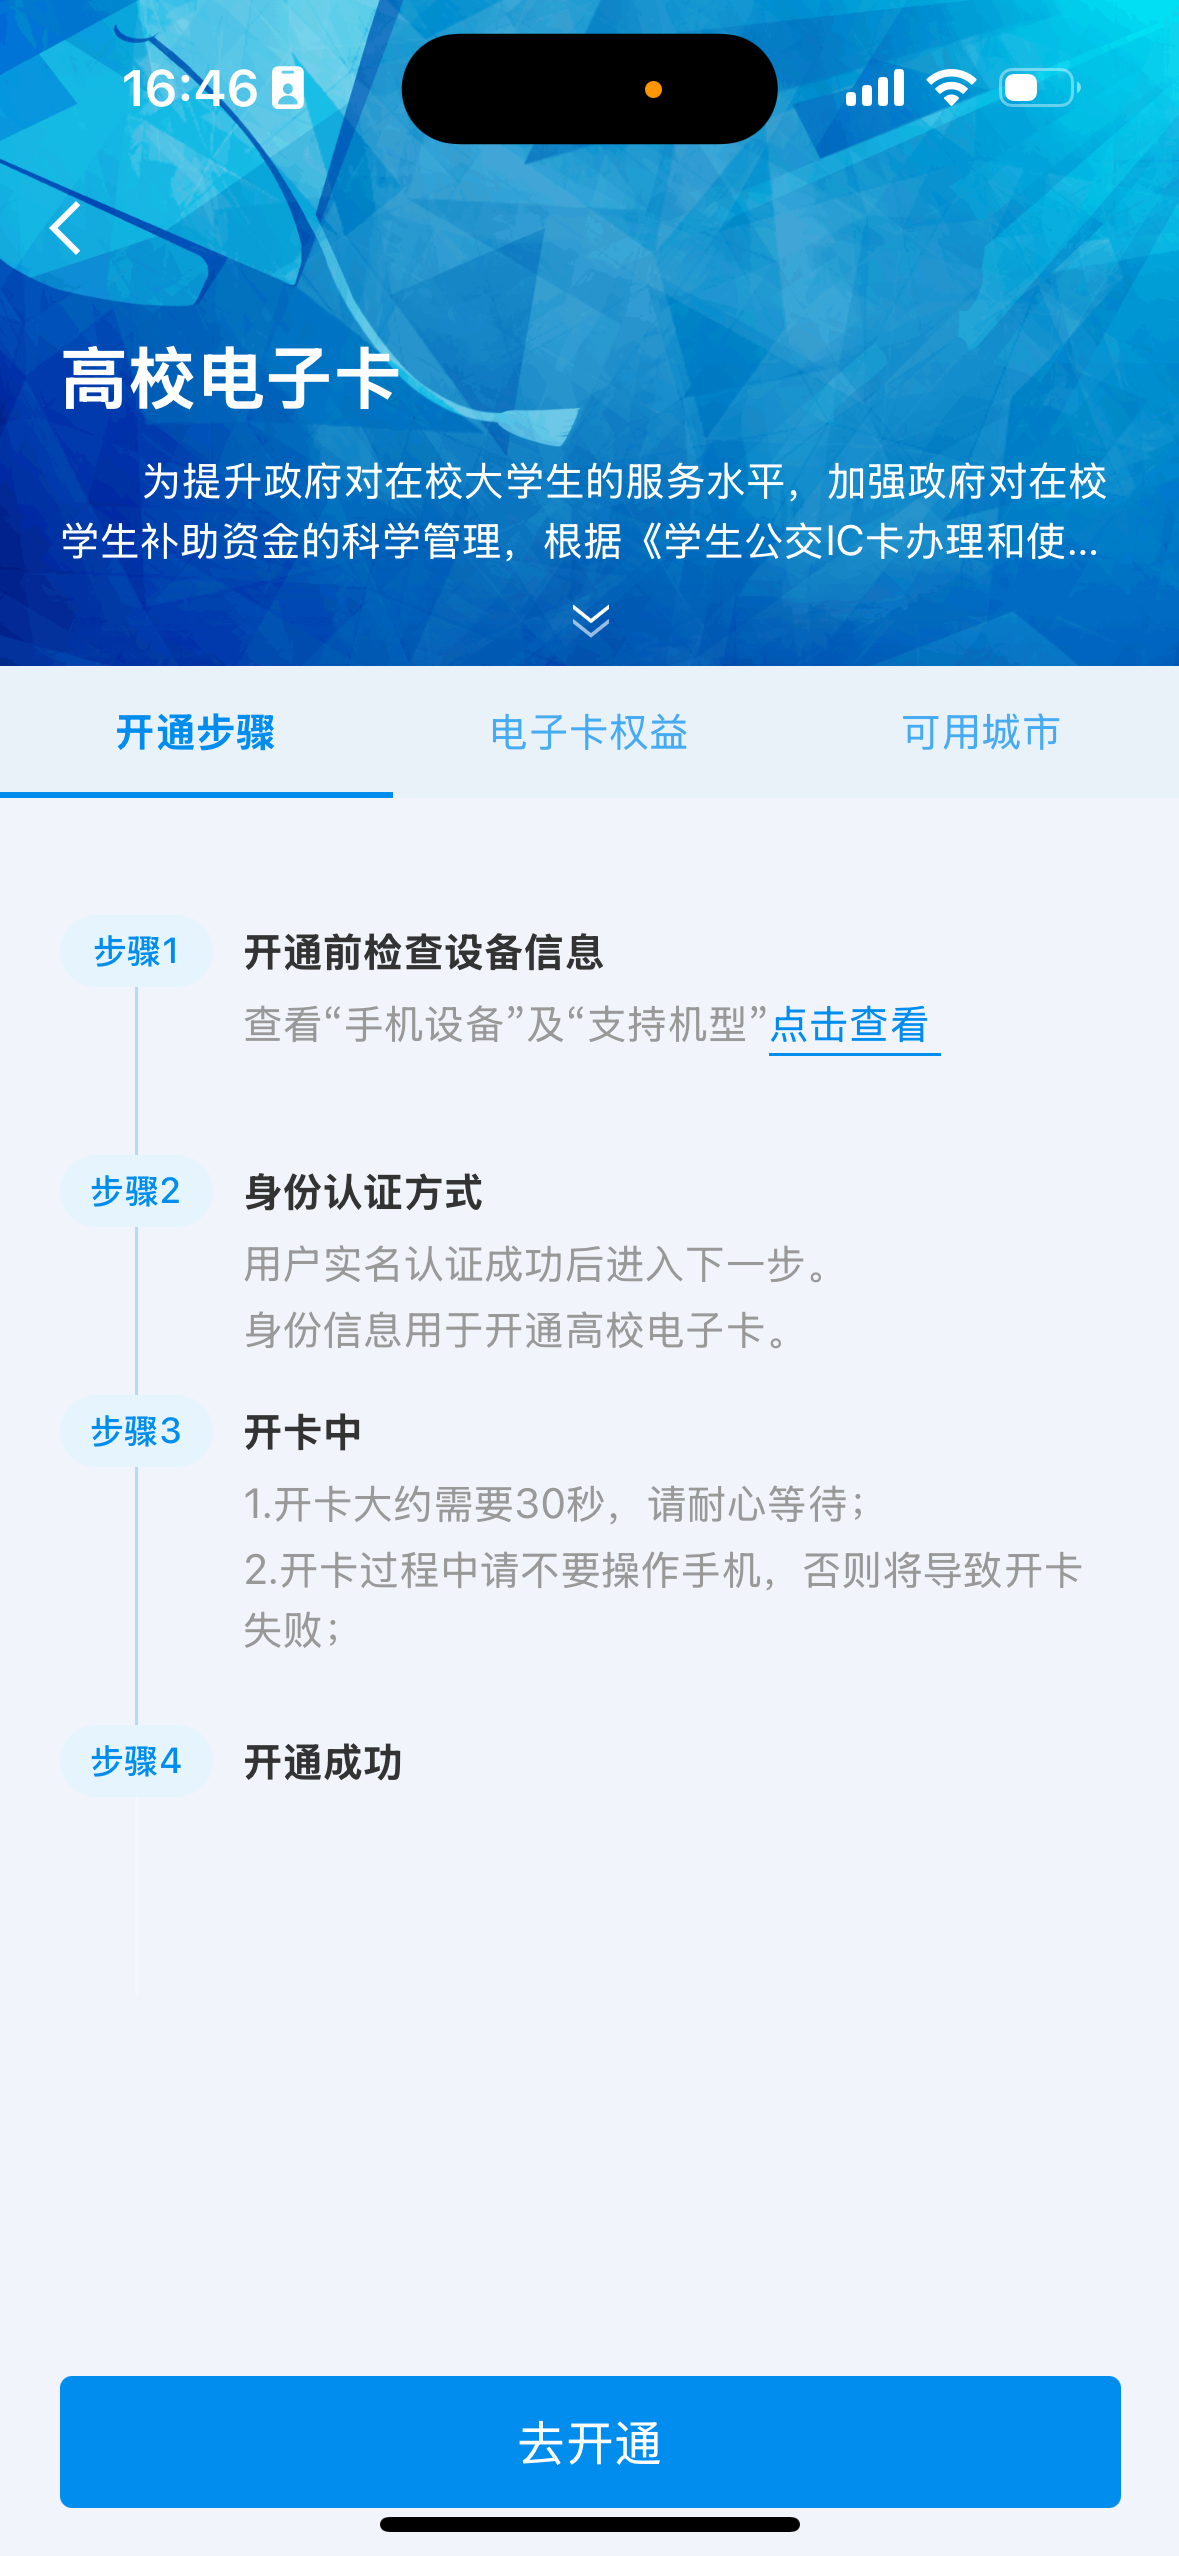 16:46
高校电子卡
为提升政府对在校大学生的服务水平，加强政府对在校
学生补助资金的科学管理，根据《学生公交IC卡办理和使...
开通步骤 电子卡权益 可用城市
步骤1 开通前检查设备信息
查看“手机设备”及“支持机型”点击查看
步骤2 身份认证方式
用户实名认证成功后进入下一步。
身份信息用于开通高校电子卡。
步骤3 开卡中
1.开卡大约需要30秒，请耐心等待；
2.开卡过程中请不要操作手机，否则将导致开卡
失败；
步骤4 开通成功
去开通